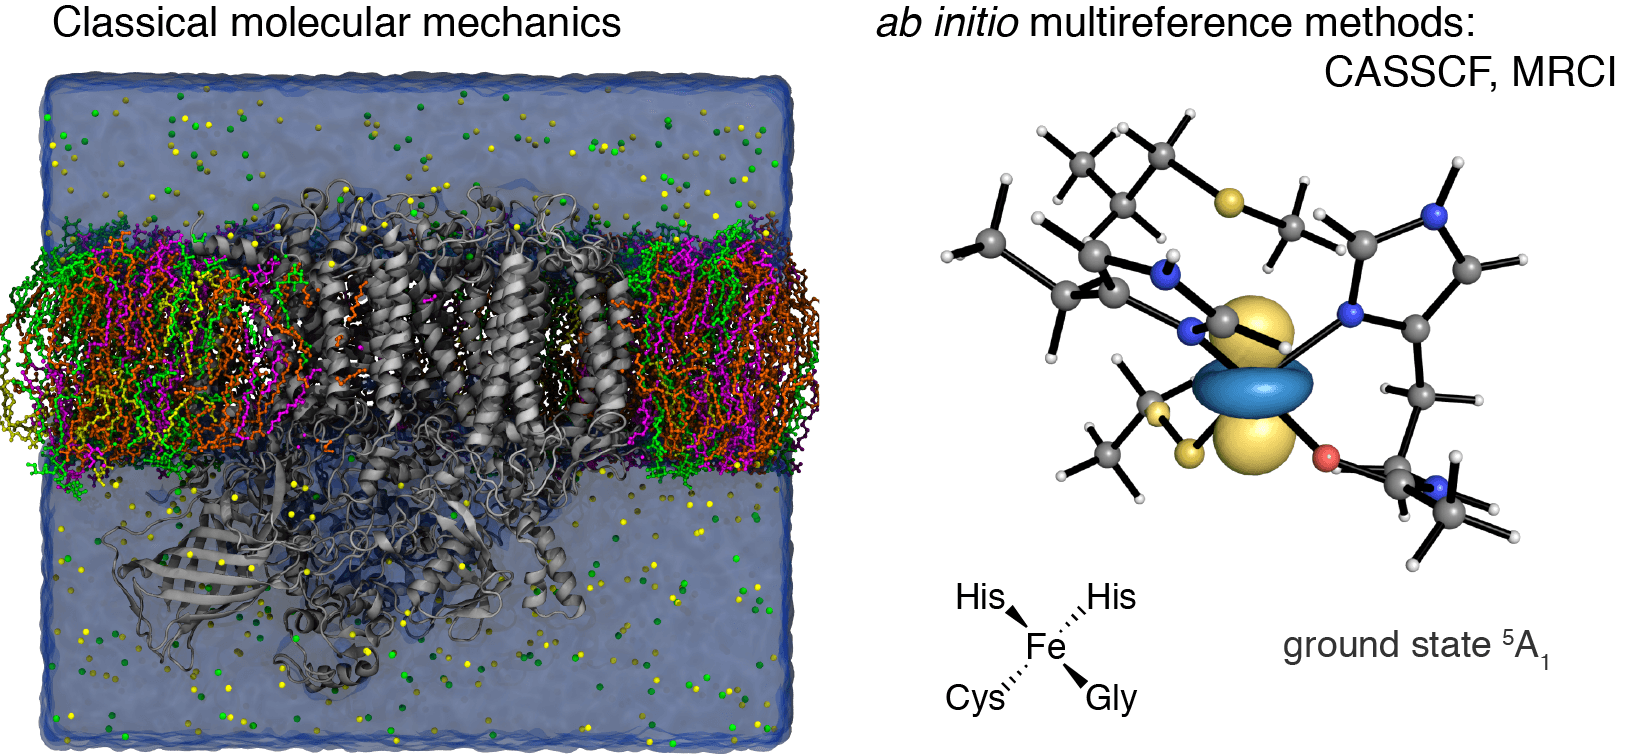 Classical molecular mechanics
ab initio multireference methods:
CASSCF, MRCI
His His
Fe
Cys Gly
ground state ⁵A₁